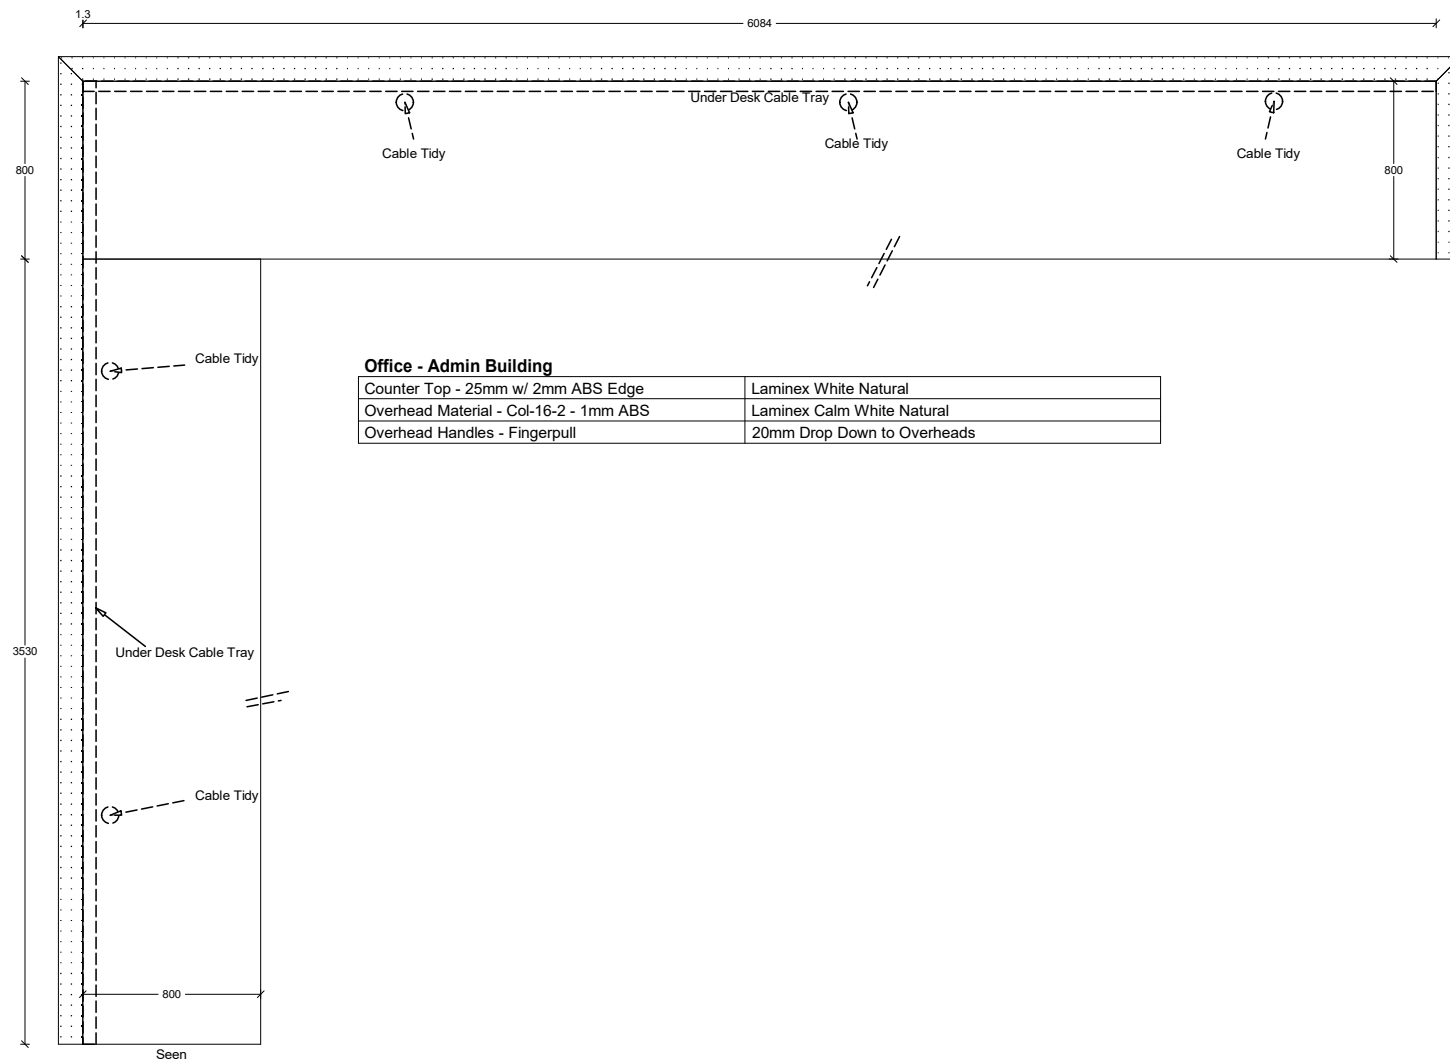 1.3
6084
Under Desk Cable Tray
Cable Tidy
Cable Tidy
Cable Tidy
800
800
Cable Tidy
Office - Admin Building
Counter Top - 25mm w/ 2mm ABS Edge Laminex White Natural
Overhead Material - Col-16-2 - 1mm ABS Laminex Calm White Natural
Overhead Handles - Fingerpull 20mm Drop Down to Overheads
3530
Under Desk Cable Tray
Cable Tidy
800
Seen